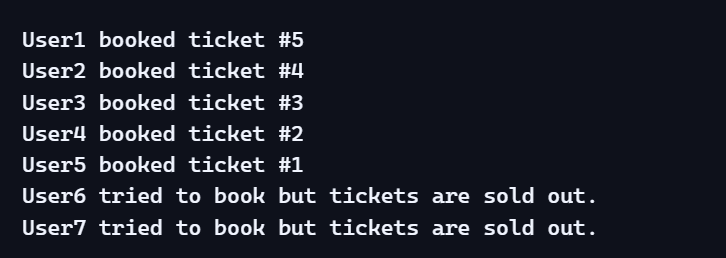 User1 booked ticket #5
User2 booked ticket #4
User3 booked ticket #3
User4 booked ticket #2
User5 booked ticket #1
User6 tried to book but tickets are sold out.
User7 tried to book but tickets are sold out.